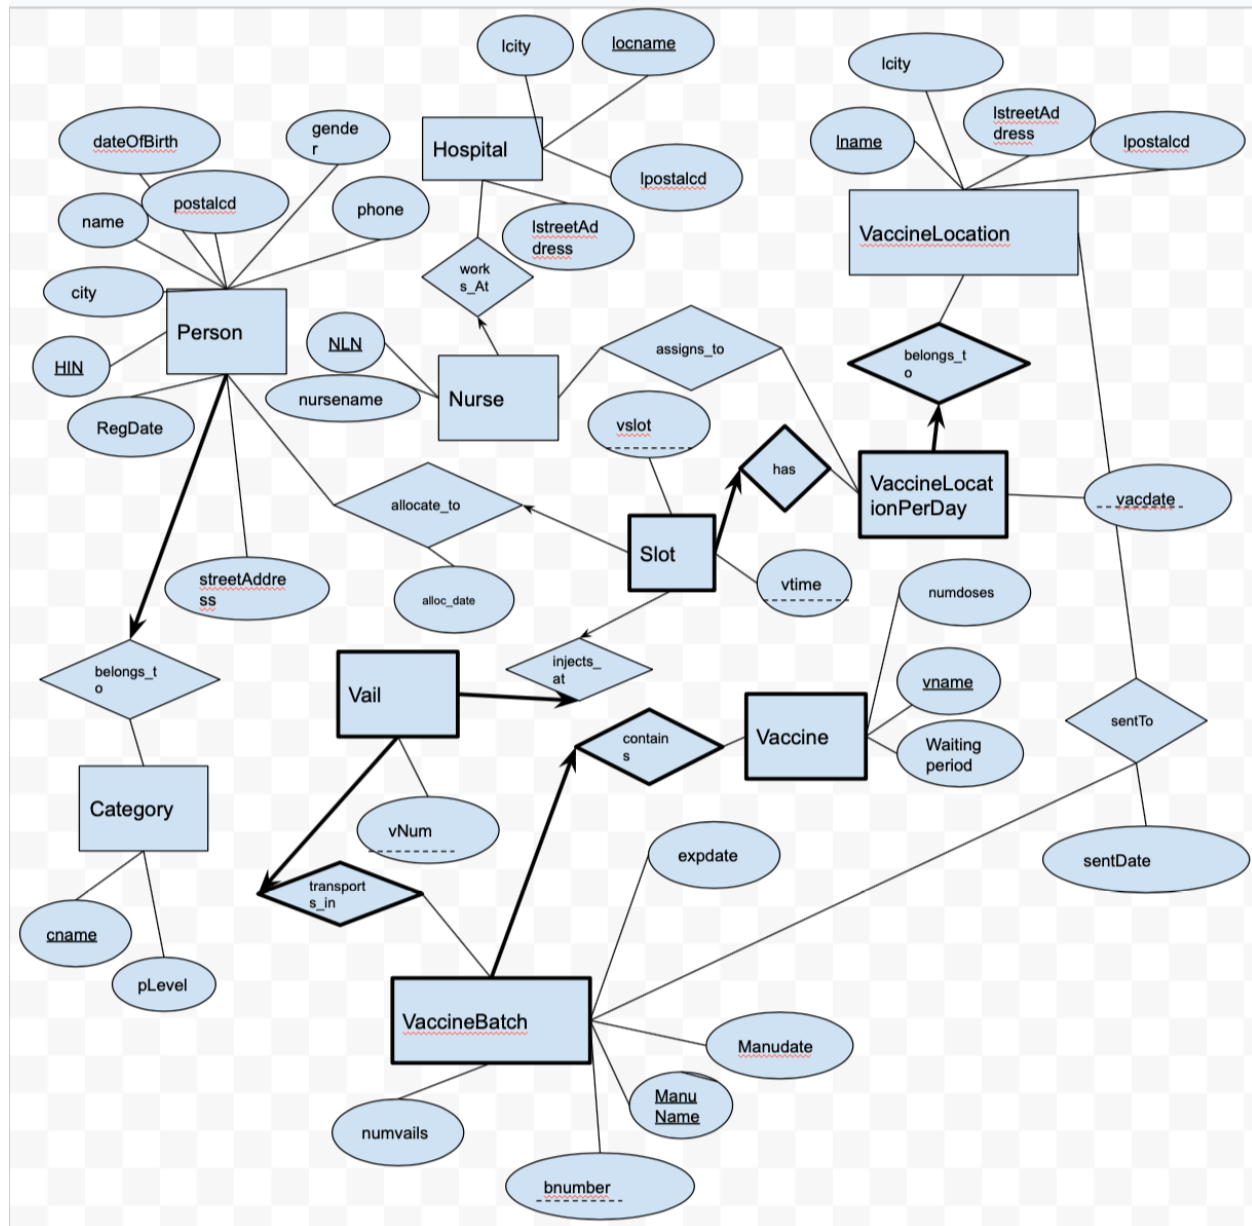 lcity
locname
lcity
dateOfBirth
gende
r
Hospital
lstreetAd
dress
lname
lpostalcd
lpostalcd
name
postalcd
phone
lstreetAd
dress
VaccineLocation
city
work
s_At
Person
NLN
assigns_to
belongs_t
o
HIN
nursename
Nurse
RegDate
vslot
has
VaccineLocat
ionPerDay
vacdate
allocate_to
Slot
vtime
numdoses
streetAddre
ss
alloc_date
belongs_t
o
injects_
at
Vail
vname
contain
s
Vaccine
Waiting
period
sentTo
Category
vNum
expdate
sentDate
transport
s_in
cname
pLevel
VaccineBatch
Manudate
Manu
Name
numvails
bnumber